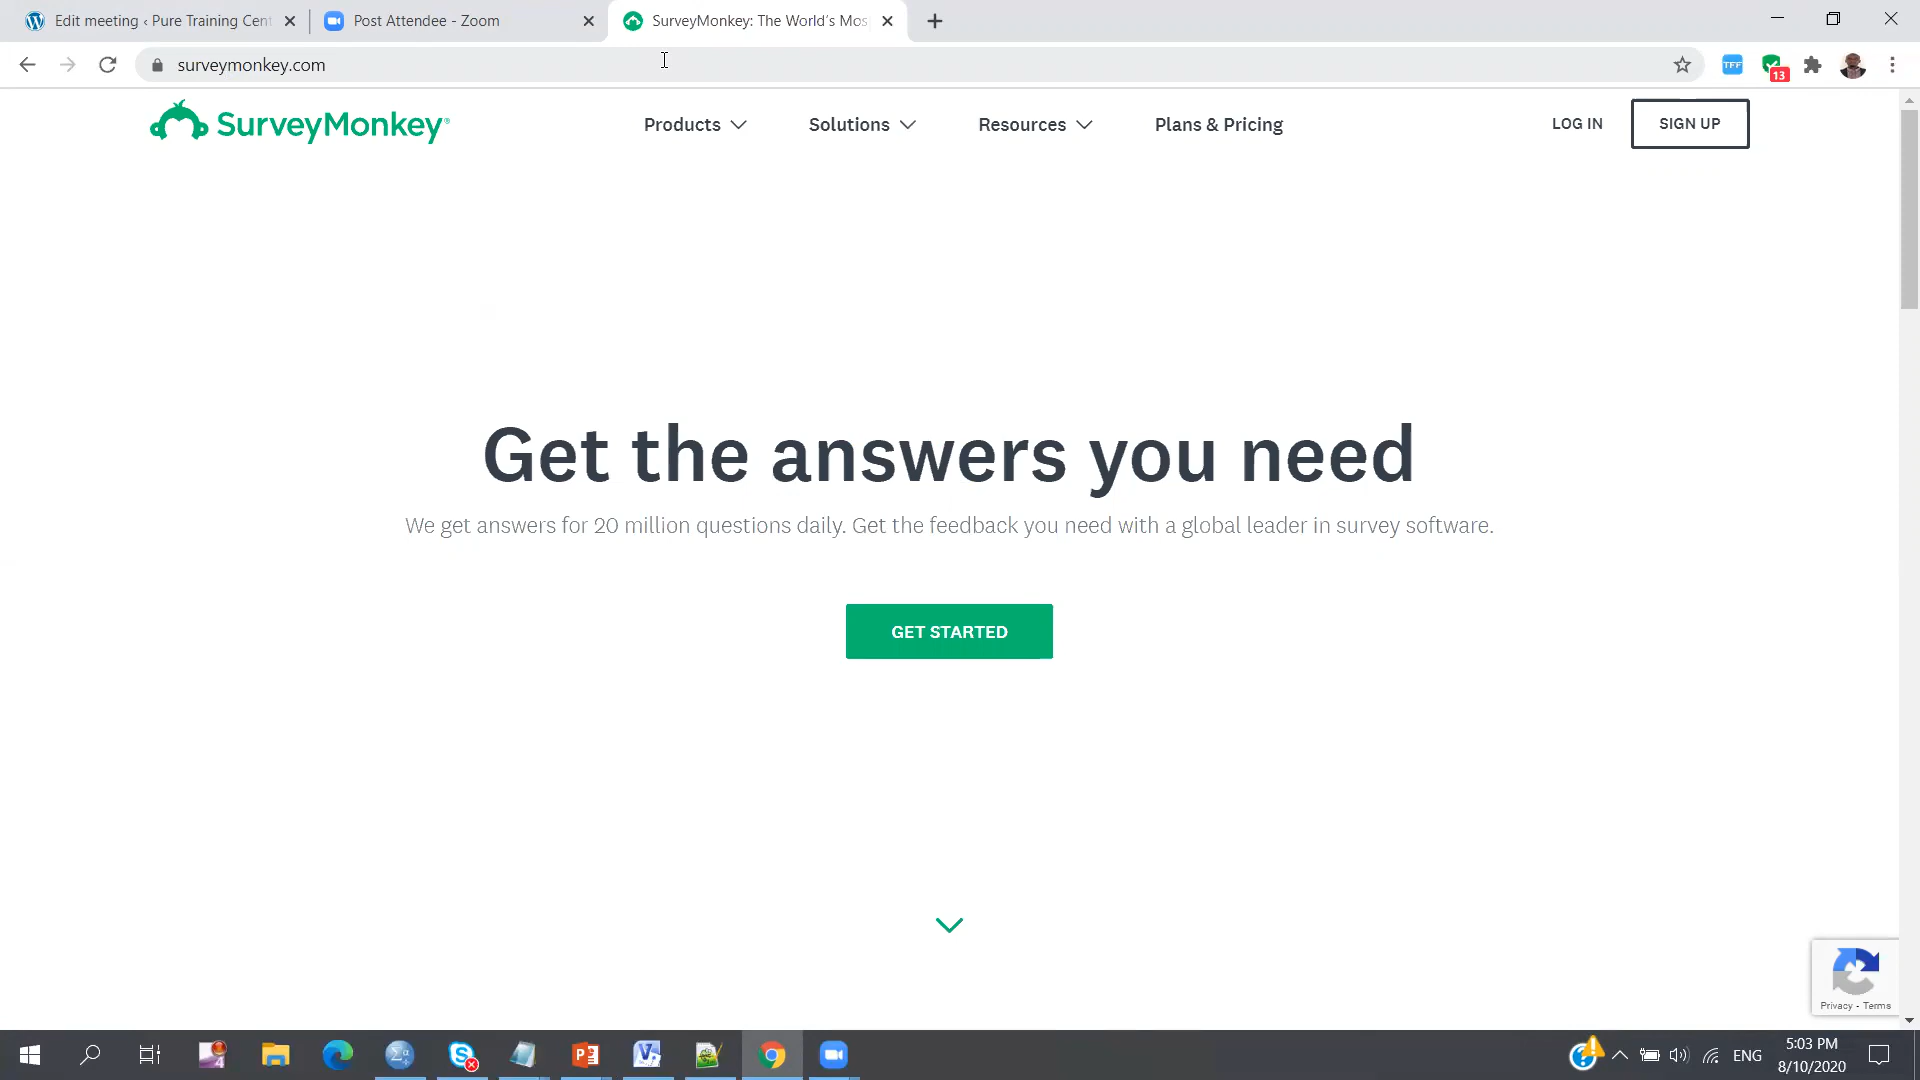 Edit meeting ‹ Pure Training Cent
Post Attendee - Zoom
SurveyMonkey: The World's Mos
surveymonkey.com
TFF
13
SurveyMonkey®
Products
Solutions
Resources
Plans & Pricing
LOG IN
SIGN UP
Get the answers you need
We get answers for 20 million questions daily. Get the feedback you need with a global leader in survey software.
GET STARTED
Privacy - Terms
ENG
5:03 PM
8/10/2020